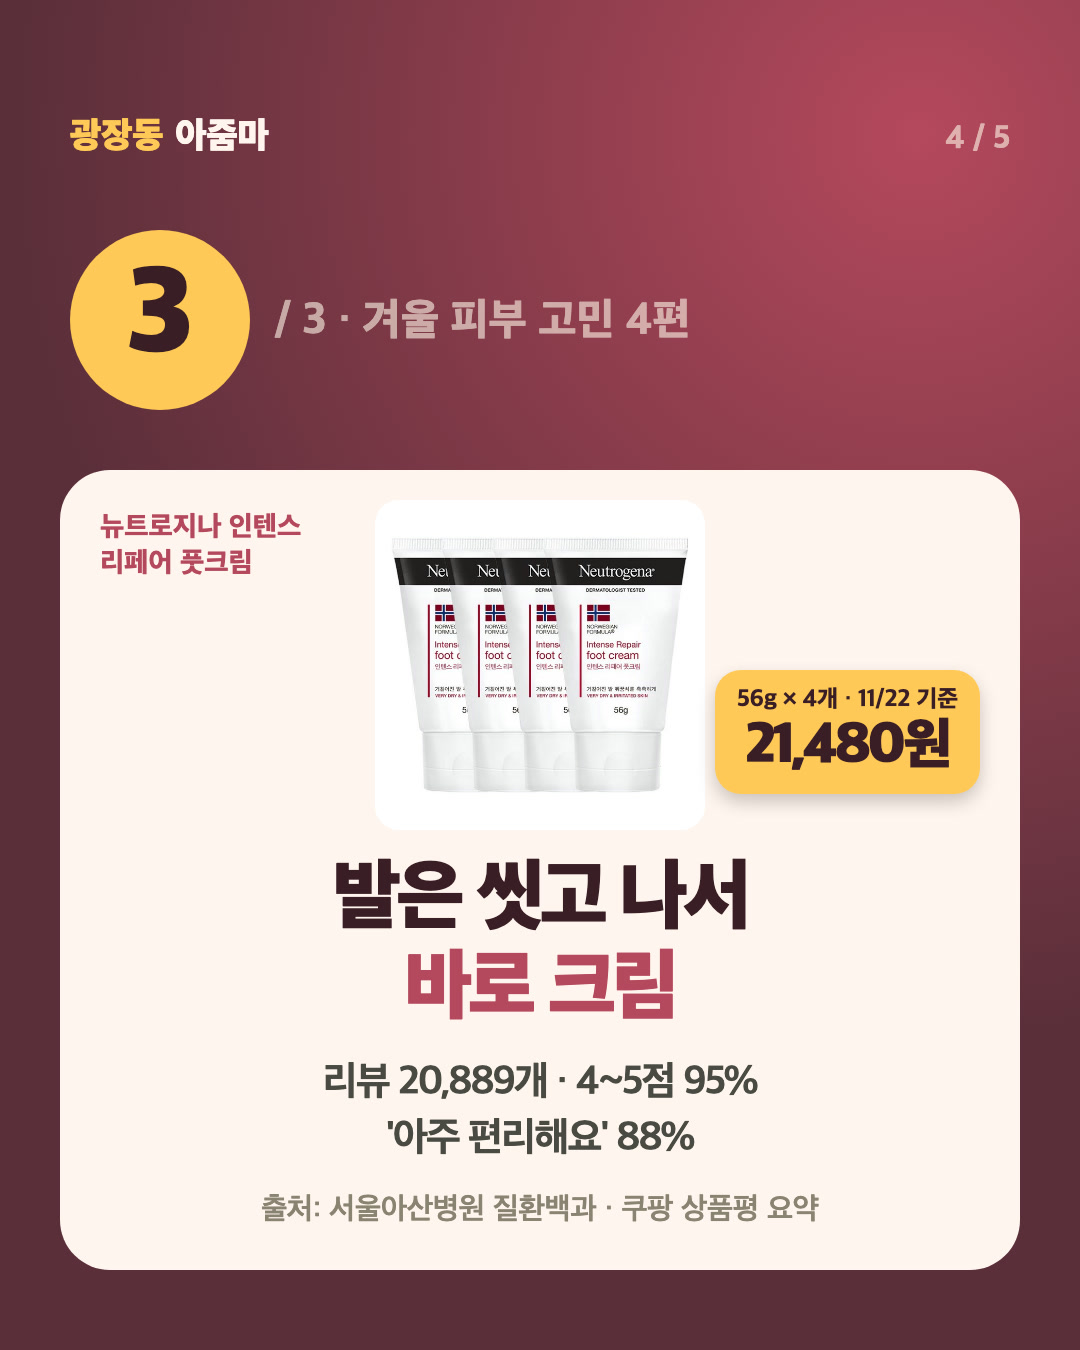 광장동 아줌마
4 / 5
3
/ 3 · 겨울 피부 고민 4편
뉴트로지나 인텐스
리페어 풋크림
Neutrogena®
DERMATOLOGIST TESTED
NORWEGIAN
FORMULA®
Intense Repair
foot cream
인텐스 리페어 풋크림
VERY DRY & IRRITATED SKIN
56g
56g × 4개 · 11/22 기준
21,480원
발은 씻고 나서
바로 크림
리뷰 20,889개 · 4~5점 95%
'아주 편리해요' 88%
출처: 서울아산병원 질환백과 · 쿠팡 상품평 요약